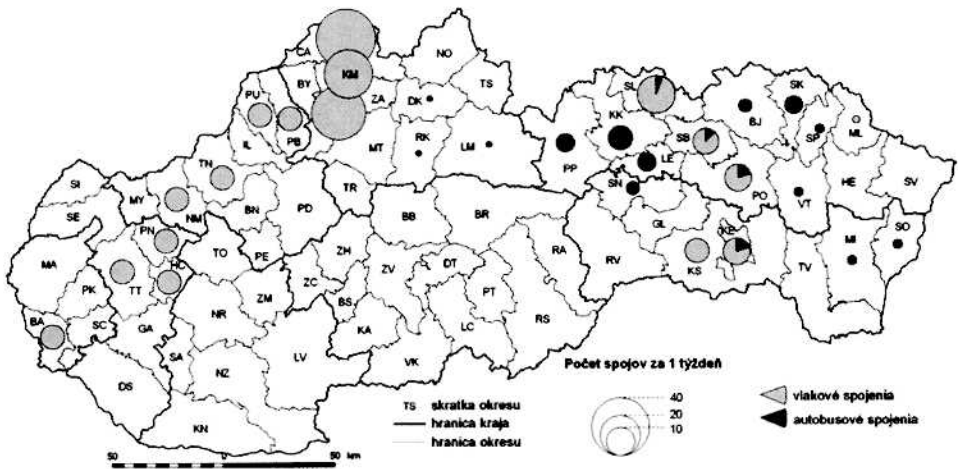 CA
NO
KM
BY
TS
PU
ZA
DK
PB
IL
RK
MT
LM
TN
SL
SK
KK
BJ
ML
SP
SB
PP
LE
SN
PO
HE
SV
VT
SI
MY
NM
BN
PD
TR
BB
BR
SE
PN
TO
PE
ZH
RA
RV
GL
KE
KS
MI
SO
TV
MA
HC
TT
PK
ZC
ZV
DT
PT
ZM
NR
BS
KA
LC
RS
BA
SC
GA
SA
LV
VK
DS
NZ
KN
Počet spojov za 1 týždeň
40
20
10
TS skratka okresu
hranica kraja
hranica okresu
vlakové spojenia
autobusové spojenia
50 0 50 km